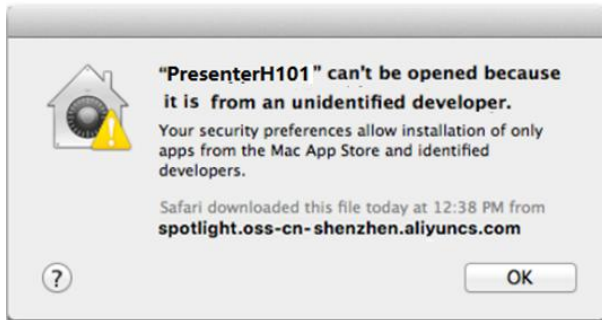 “PresenterH101” can't be opened because
it is from an unidentified developer.
Your security preferences allow installation of only
apps from the Mac App Store and identified
developers.
Safari downloaded this file today at 12:38 PM from
spotlight.oss-cn-shenzhen.aliyuncs.com
?
OK